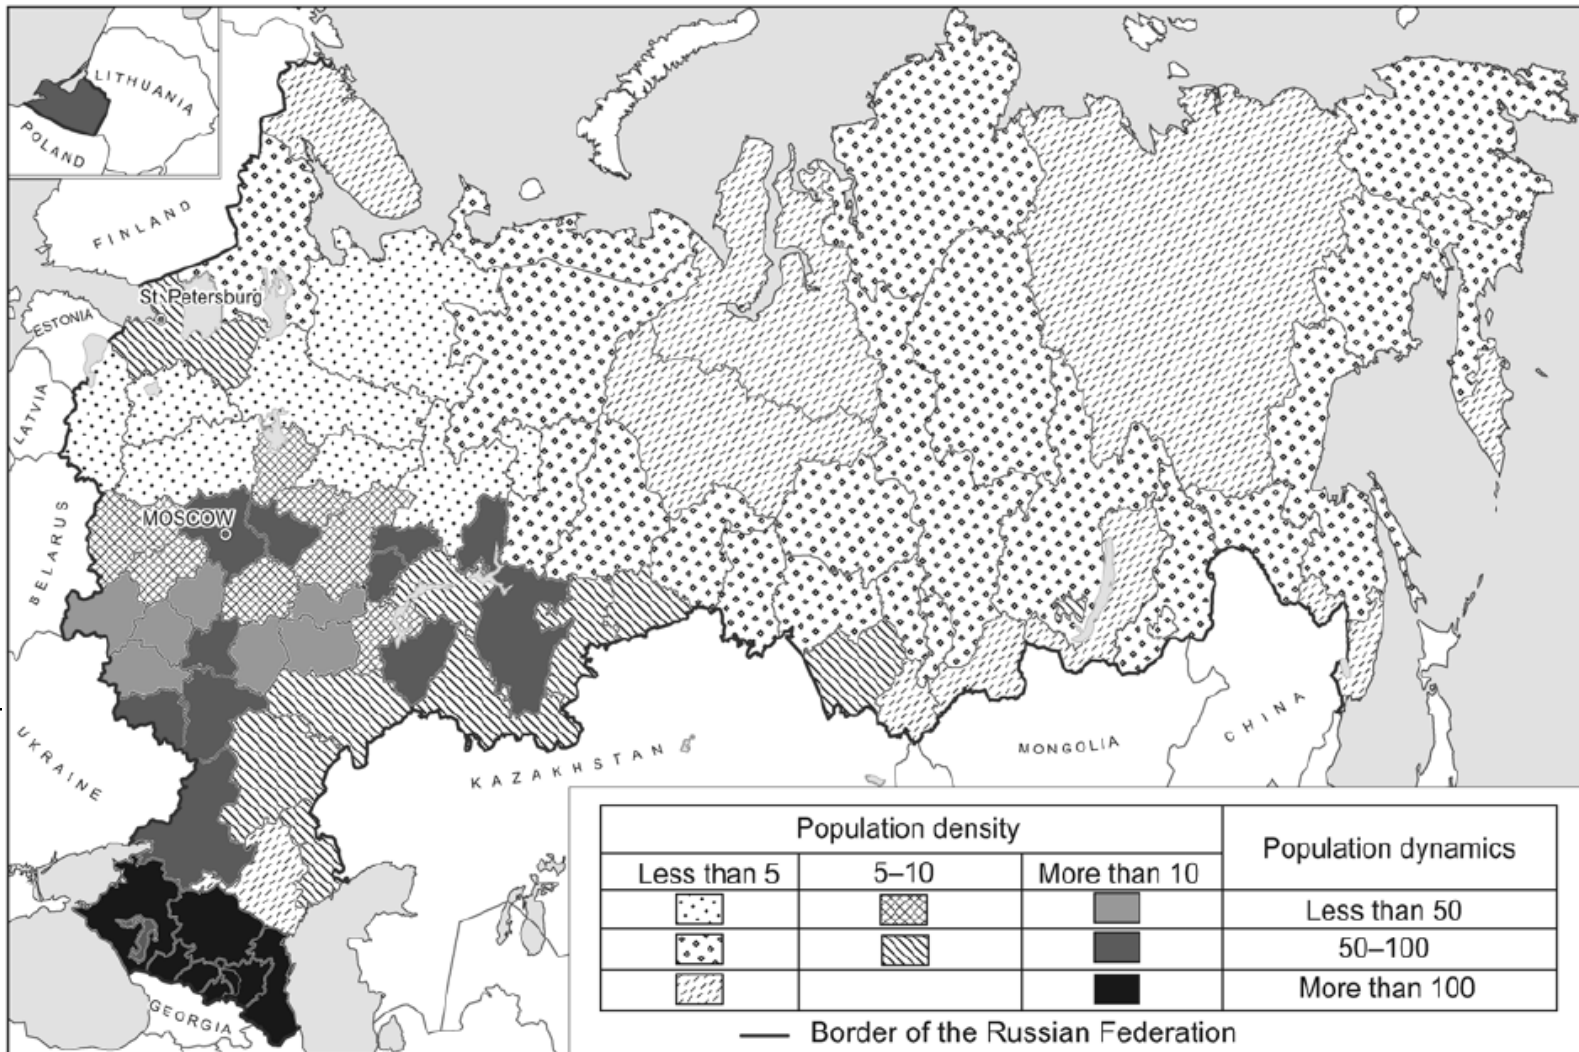 LITHUANIA
POLAND
FINLAND
St. Petersburg
ESTONIA
LATVIA
MOSCOW
BELARUS
UKRAINE
KAZAKHSTAN
MONGOLIA
CHINA
GEORGIA
Population density
Population dynamics
Less than 5
5–10
More than 10
Less than 50
50–100
More than 100
Border of the Russian Federation